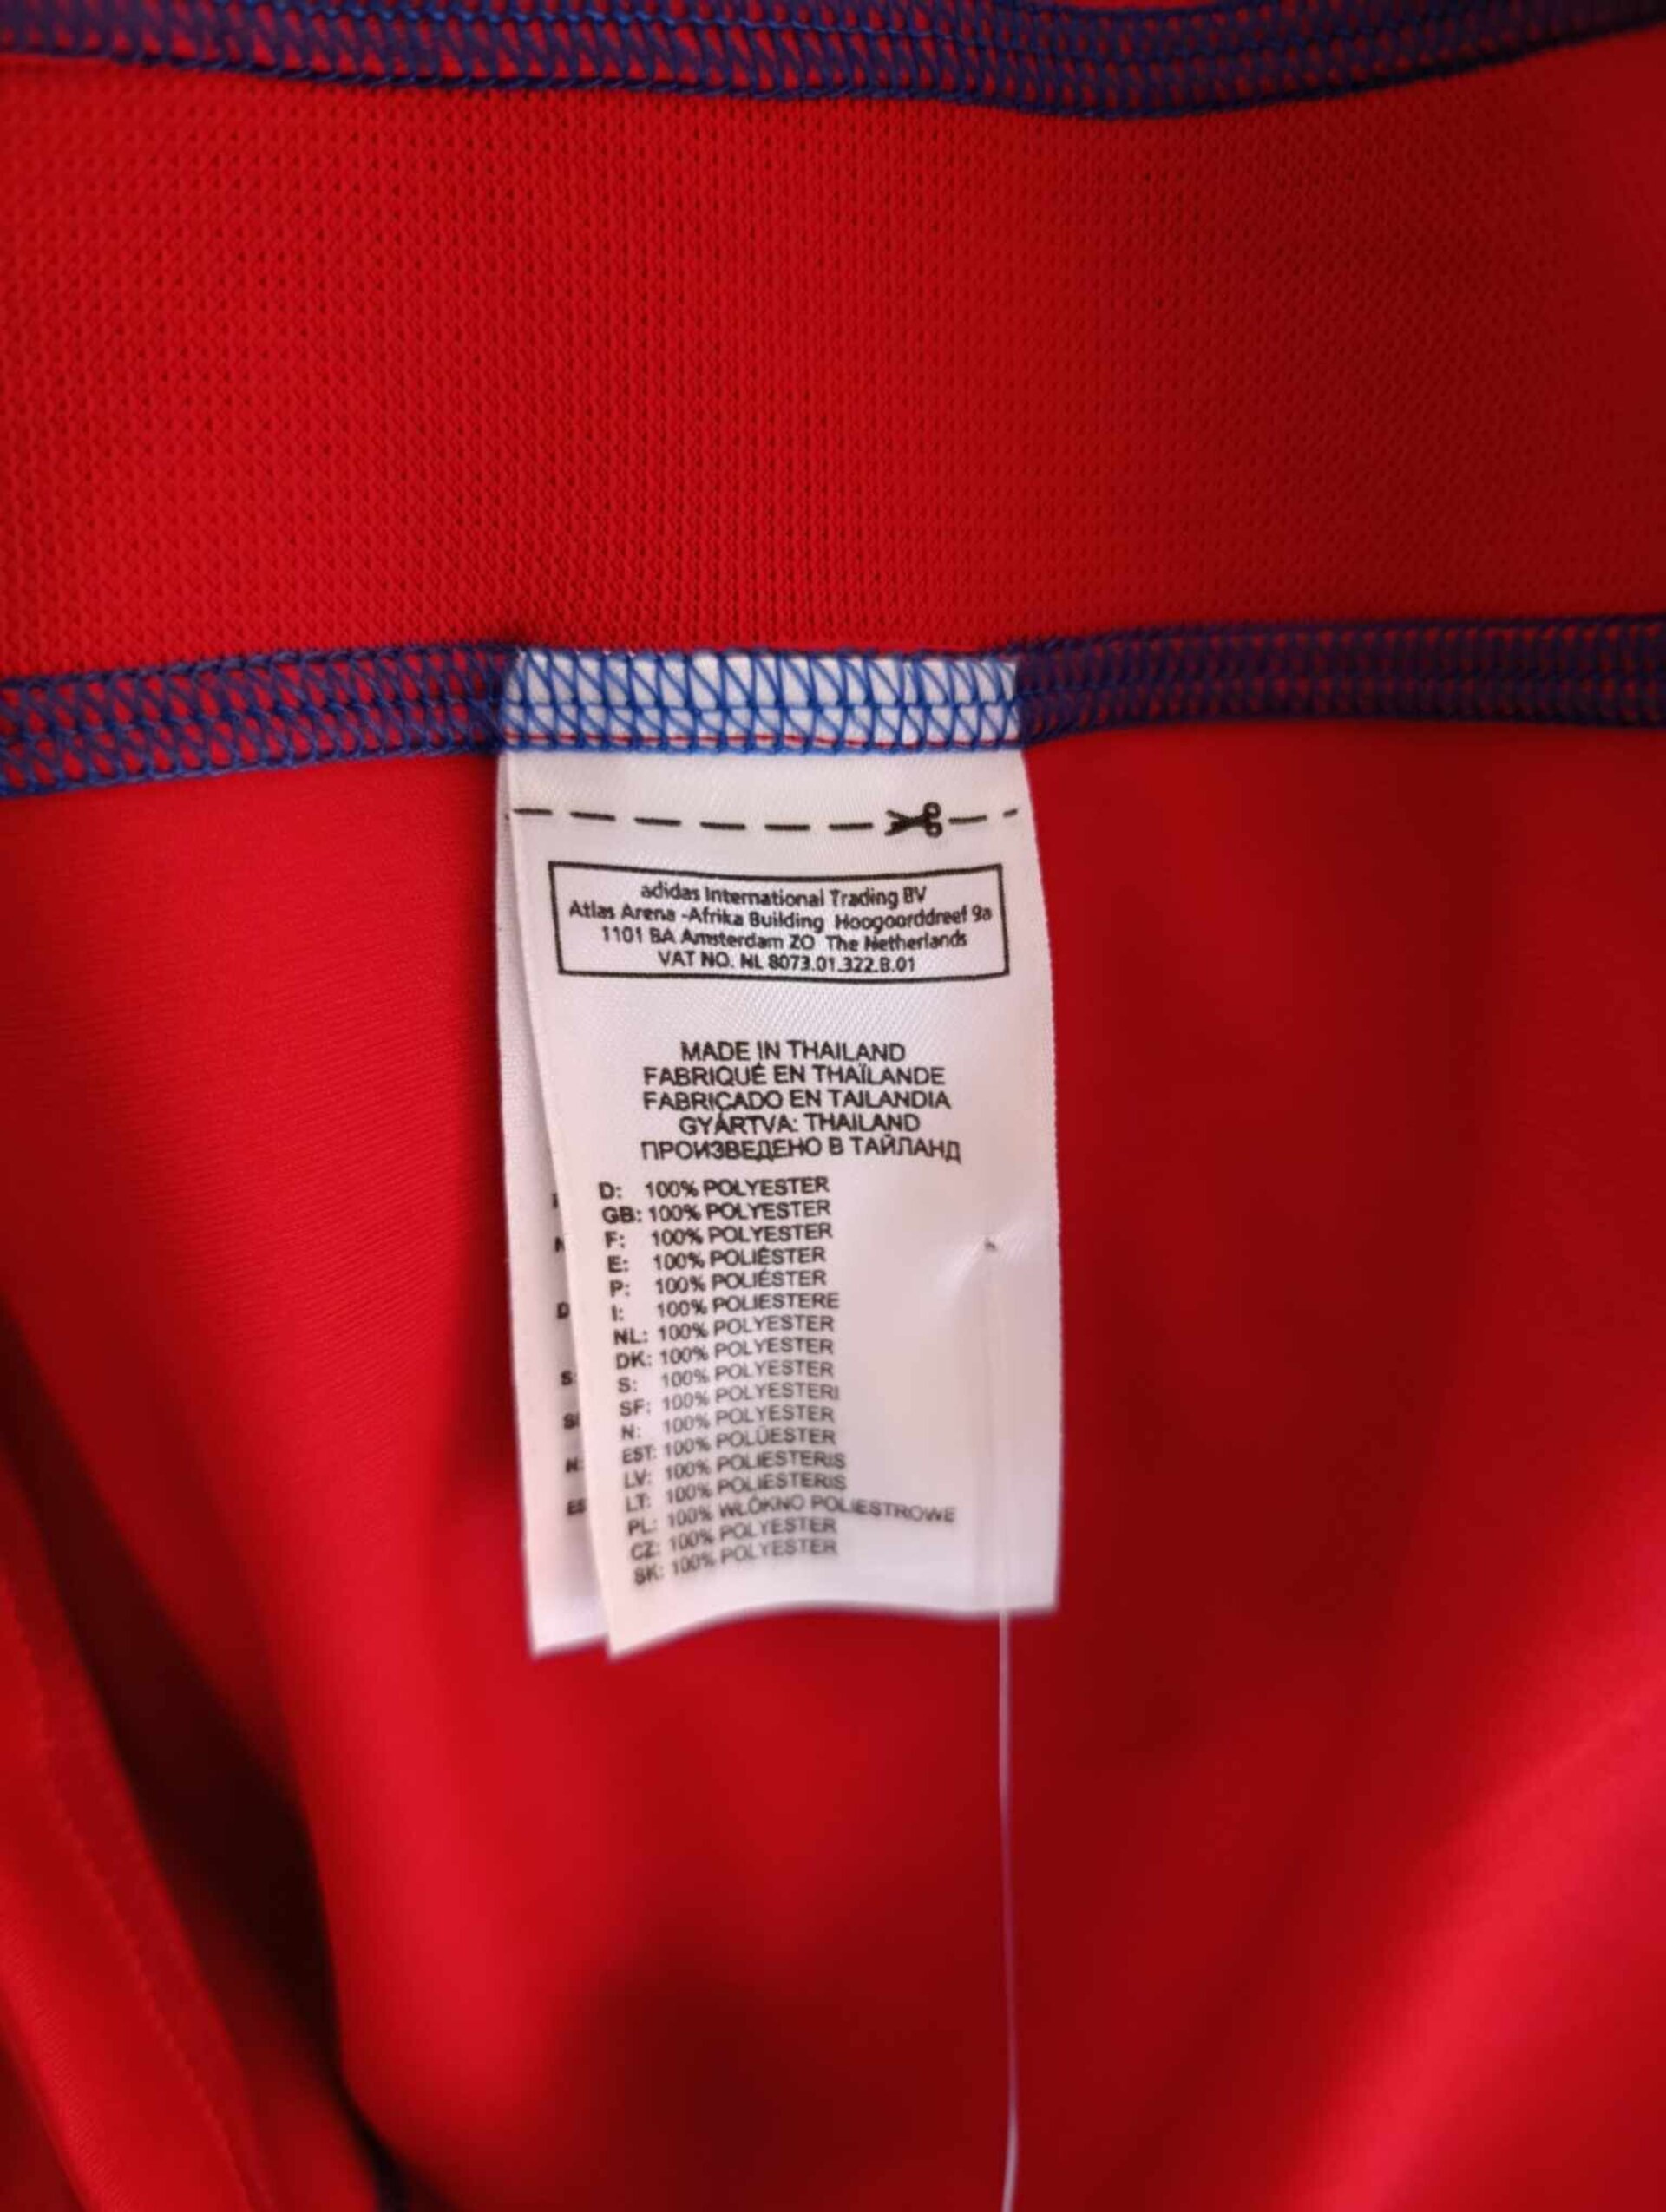 adidas International Trading BV
Atlas Arena -Afrika Building Hoogoorddreef 9a
1101 BA Amsterdam ZO The Netherlands
VAT NO. NL 8073.01.322.B.01
MADE IN THAILAND
FABRIQUÉ EN THAÏLANDE
FABRICADO EN TAILANDIA
GYÁRTVA: THAILAND
ПРОИЗВЕДЕНО В ТАЙЛАНД
D: 100% POLYESTER
GB: 100% POLYESTER
F: 100% POLYESTER
E: 100% POLIÉSTER
P: 100% POLIÉSTER
I: 100% POLIESTERE
NL: 100% POLYESTER
DK: 100% POLYESTER
S: 100% POLYESTER
SF: 100% POLYESTERI
N: 100% POLYESTER
EST: 100% POLÜESTER
LV: 100% POLIESTERIS
LT: 100% POLIESTERIS
PL: 100% WŁÓKNO POLIESTROWE
CZ: 100% POLYESTER
SK: 100% POLYESTER